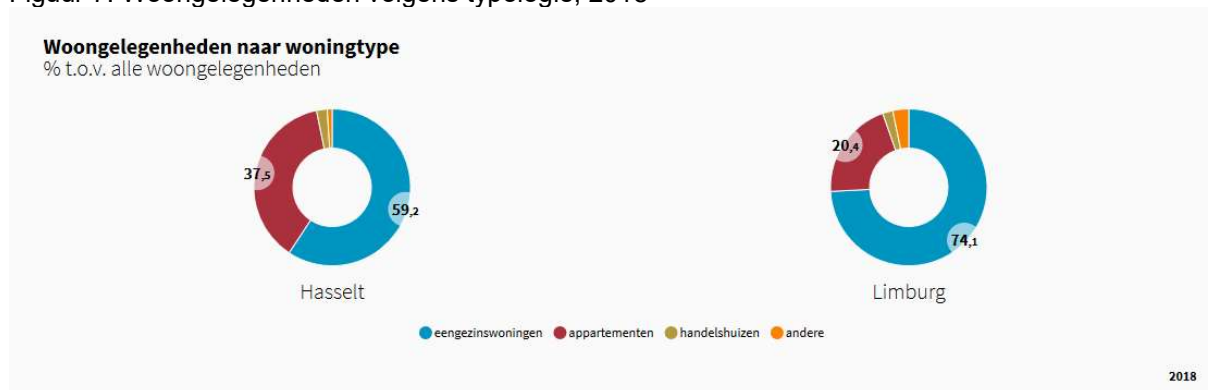 Woongelegenheden naar woningtype
% t.o.v. alle woongelegenheden
37,5
59,2
20,4
74,1
Hasselt
Limburg
eengezinswoningen appartementen handelshuizen andere
2018